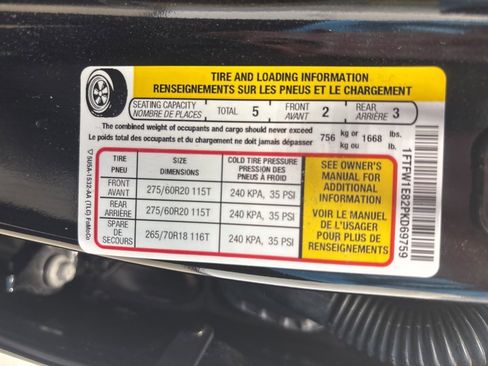 TIRE AND LOADING INFORMATION
RENSEIGNEMENTS SUR LES PNEUS ET LE CHARGEMENT
SEATING CAPACITY
NOMBRE DE PLACES
TOTAL 5
FRONT
AVANT
2
REAR
ARRIÈRE
3
The combined weight of occupants and cargo should never exceed
Le poids total des occupants et du chargement ne doit jamais dépasser
756 kg or 1668 lbs.
kg ou lb.
TIRE
PNEU
SIZE
DIMENSIONS
COLD TIRE PRESSURE
PRESSION DES
PNEUS À FROID
FRONT
AVANT
275/60R20 115T
240 KPA, 35 PSI
REAR
ARRIÈRE
275/60R20 115T
240 KPA, 35 PSI
SPARE
DE
SECOURS
265/70R18 116T
240 KPA, 35 PSI
SEE OWNER'S
MANUAL FOR
ADDITIONAL
INFORMATION
VOIR LE MANUEL
DE L'USAGER
POUR PLUS DE
RENSEIGNEMENTS
5U5A-1532-AA (TLG) FoMoCo
1FTFW1E82PKD69759